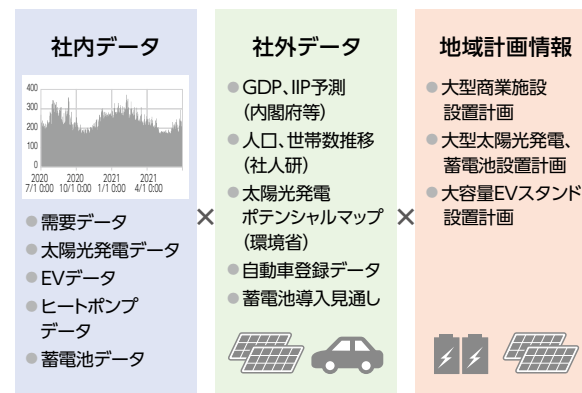 社内データ
400
300
200
100
0
2020
7/1 0:00
2020
10/1 0:00
2021
1/1 0:00
2021
4/1 0:00
需要データ
太陽光発電データ
EVデータ
ヒートポンプ
データ
蓄電池データ
×
社外データ
GDP、IIP予測
(内閣府等)
人口、世帯数推移
(社人研)
太陽光発電
ポテンシャルマップ
(環境省)
自動車登録データ
蓄電池導入見通し
×
地域計画情報
大型商業施設
設置計画
大型太陽光発電、
蓄電池設置計画
大容量EVスタンド
設置計画